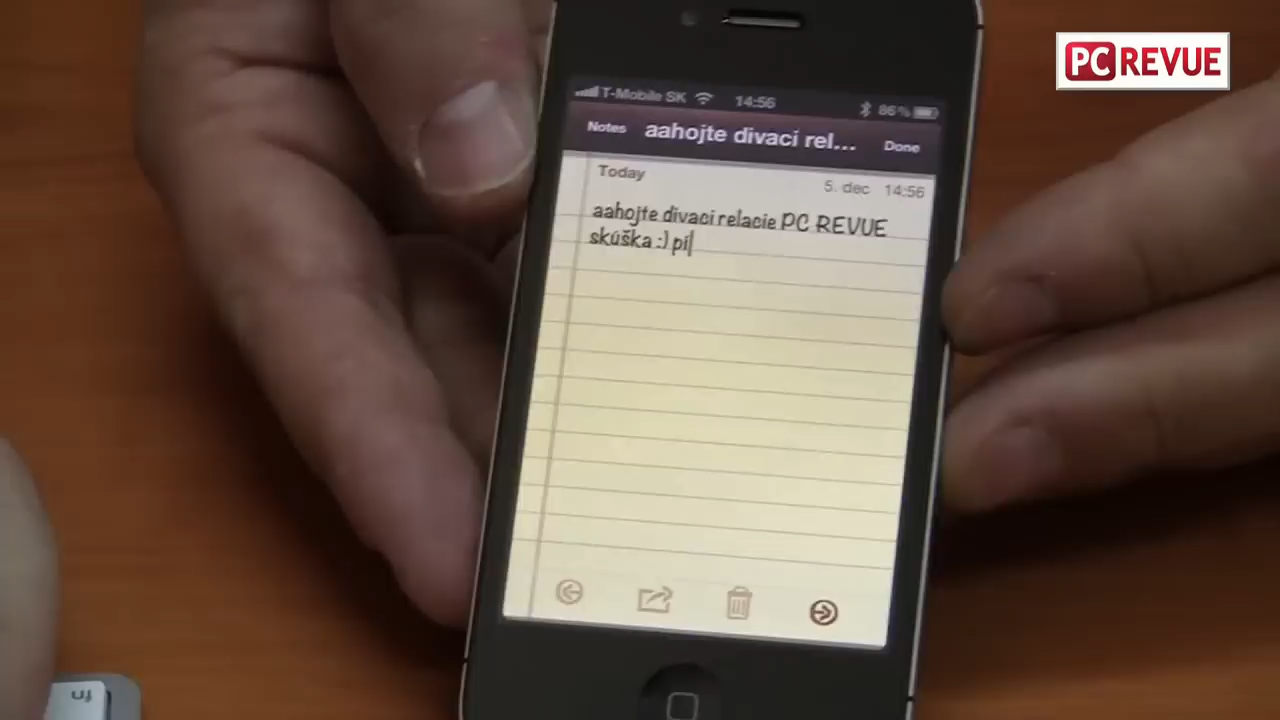 PC REVUE
T-Mobile SK 14:56 86%
Notes aahojte divaci rel... Done
Today 5. dec 14:56
aahojte divaci relacie PC REVUE
skúška :) pi
fn